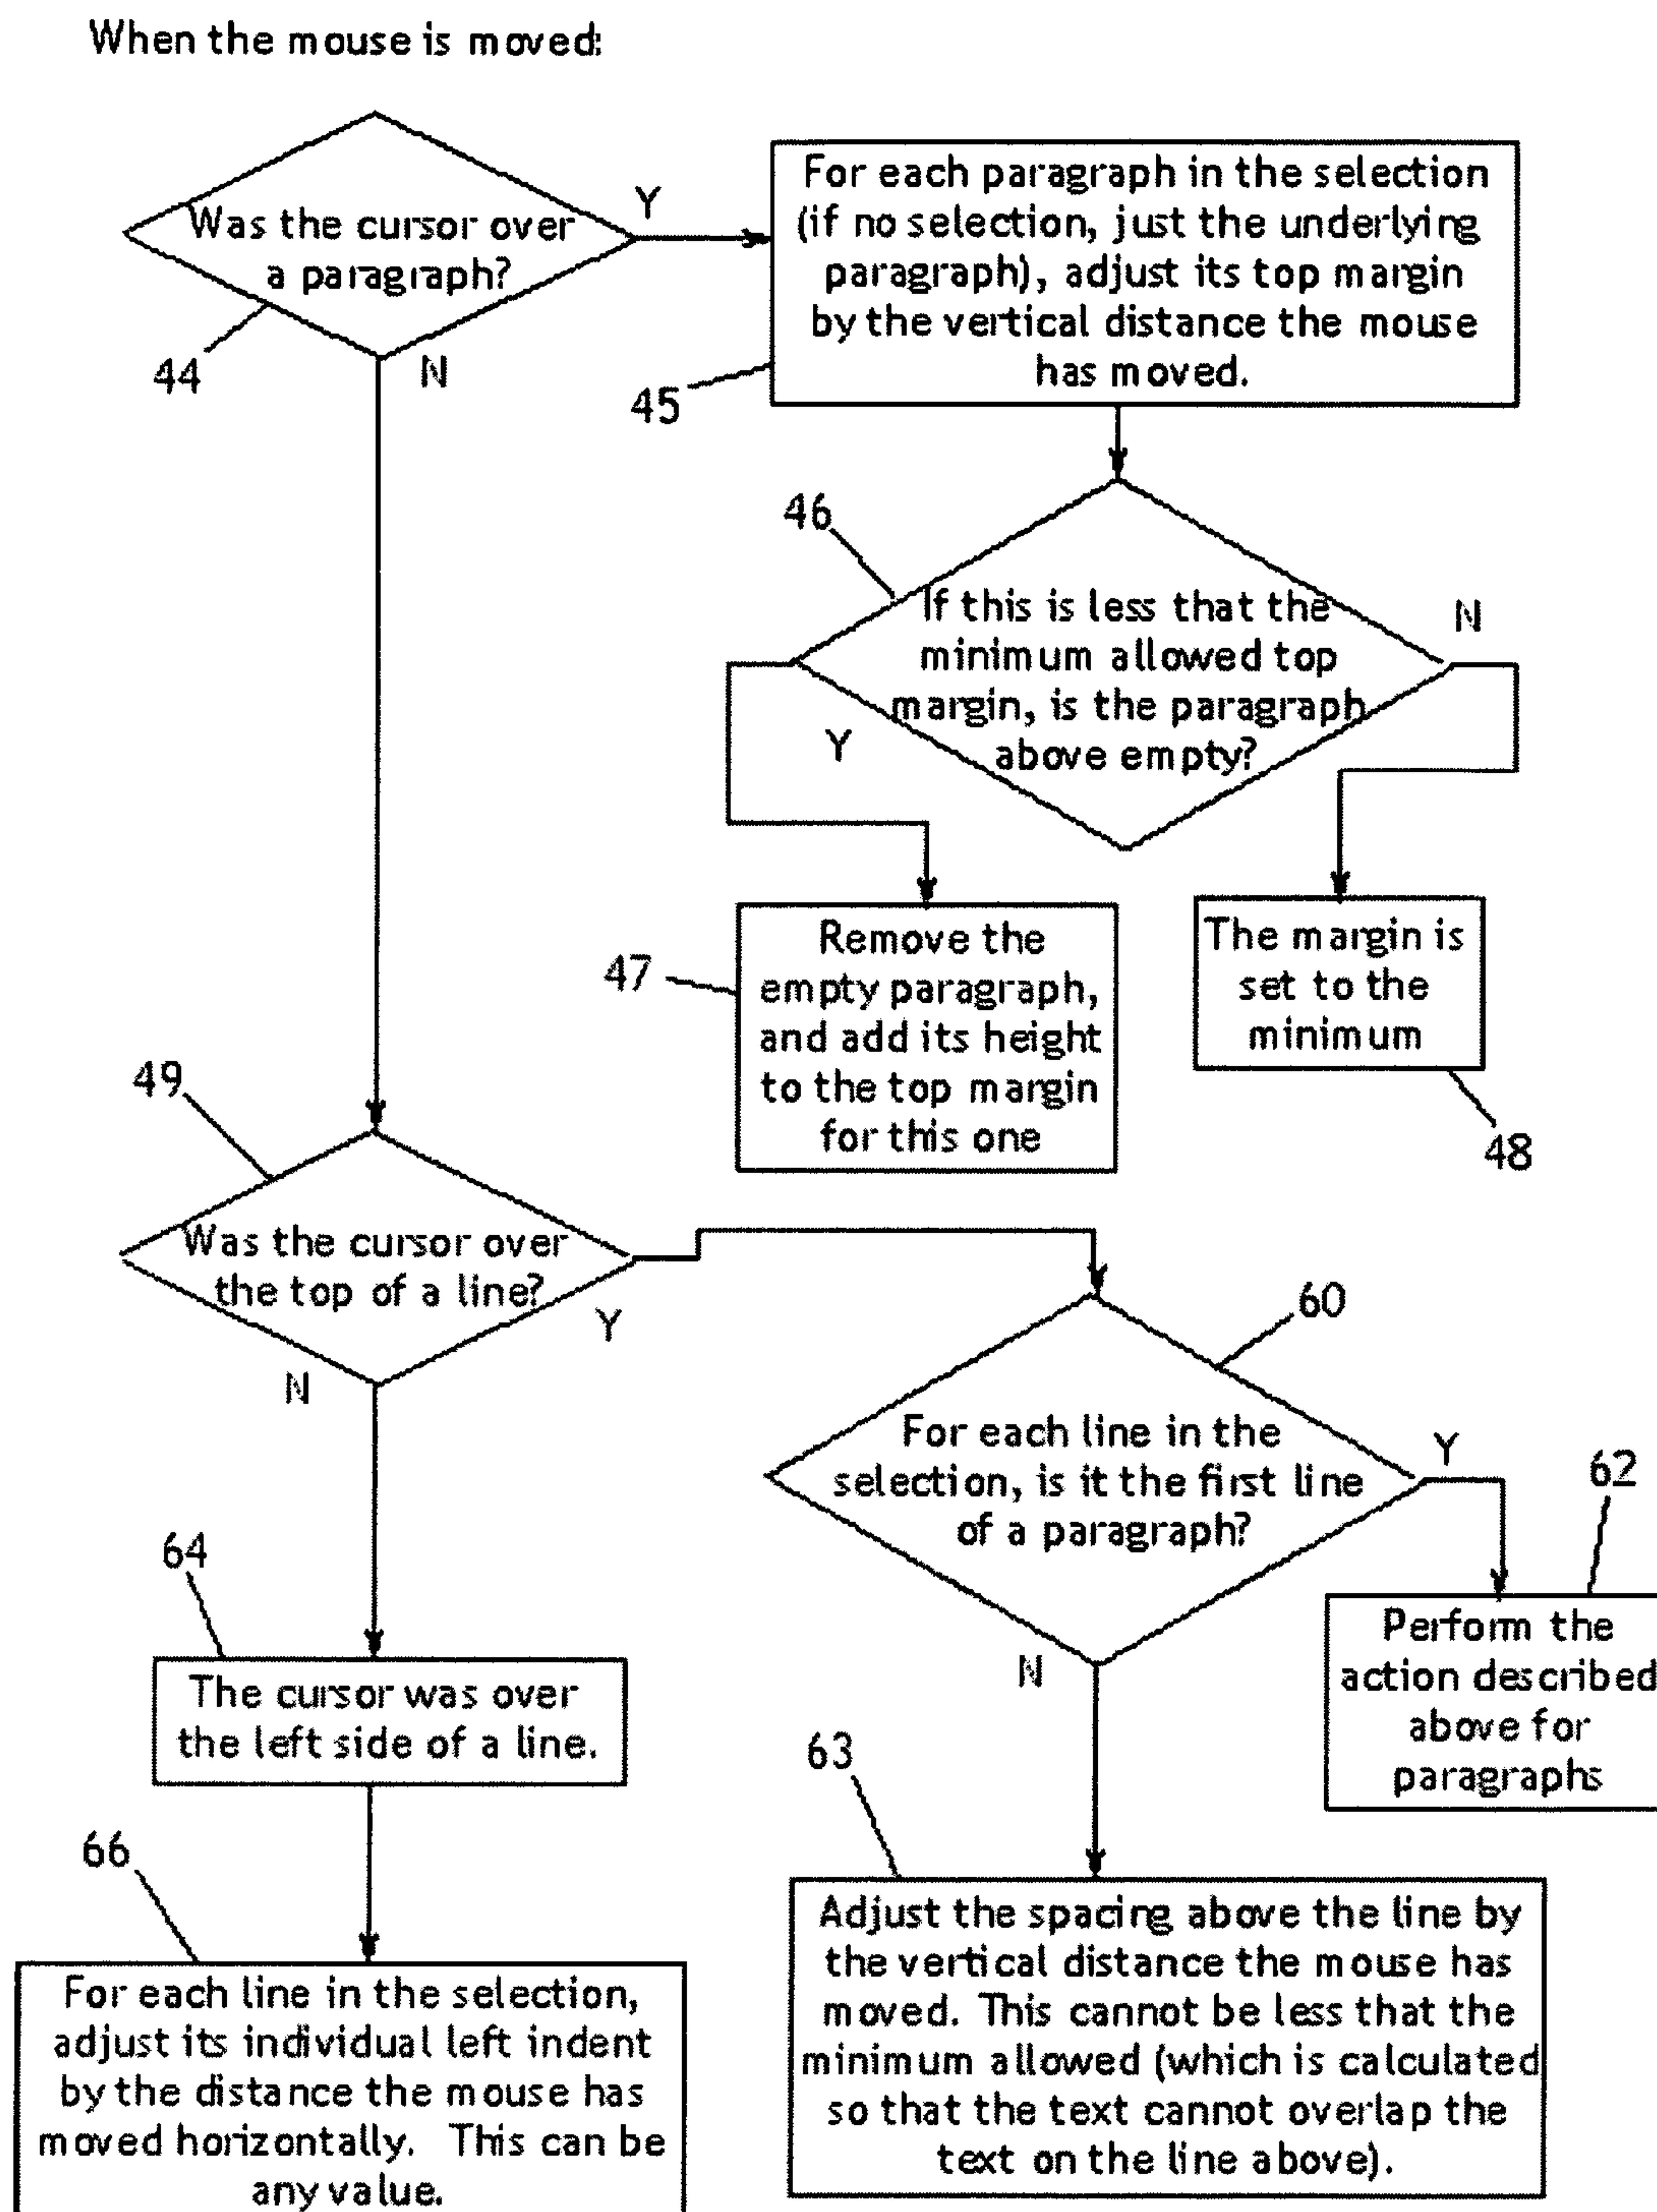 When the mouse is moved:
Was the cursor over
a paragraph?
Y
N
44
For each paragraph in the selection
(if no selection, just the underlying
paragraph), adjust its top margin
by the vertical distance the mouse
has moved.
45
46
If this is less that the
minimum allowed top
margin, is the paragraph
above empty?
Y
N
Remove the
empty paragraph,
and add its height
to the top margin
for this one
47
The margin is
set to the
minimum
48
49
Was the cursor over
the top of a line?
Y
N
60
For each line in the
selection, is it the first line
of a paragraph?
Y
N
62
Perform the
action described
above for
paragraphs
63
Adjust the spacing above the line by
the vertical distance the mouse has
moved. This cannot be less that the
minimum allowed (which is calculated
so that the text cannot overlap the
text on the line above).
64
The cursor was over
the left side of a line.
66
For each line in the selection,
adjust its individual left indent
by the distance the mouse has
moved horizontally. This can be
any value.